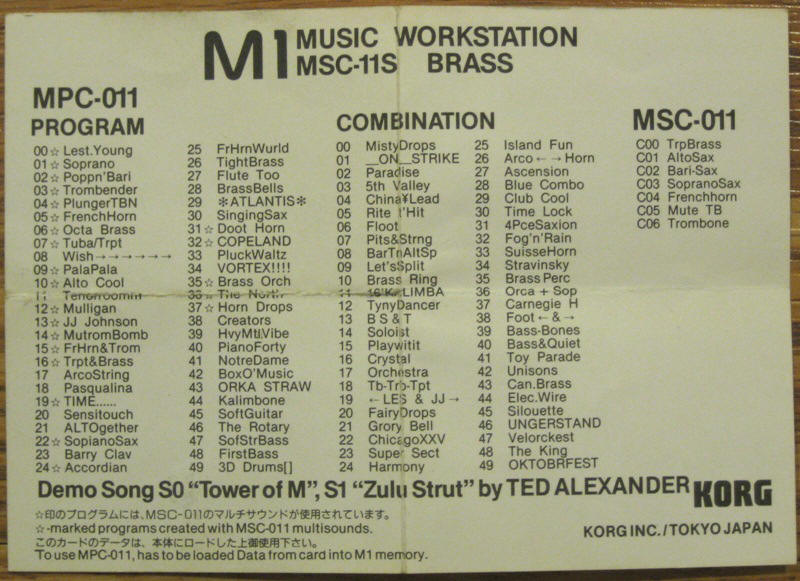 M1 MUSIC WORKSTATION
MSC-11S BRASS
MPC-011
PROGRAM
00☆ Lest.Young
01☆ Soprano
02☆ Poppn'Bari
03☆ Trombender
04☆ PlungerTBN
05☆ FrenchHorn
06☆ Octa Brass
07☆ Tuba/Trpt
08 Wish→→→→→→
09☆ PalaPala
10☆ Alto Cool
11
12☆ Mulligan
13☆ JJ Johnson
14☆ MutromBomb
15☆ FrHrn&Trom
16☆ Trpt&Brass
17 ArcoString
18 Pasqualina
19☆ TIME......
20 Sensitouch
21 ALTOgether
22☆ SopianoSax
23 Barry Clav
24☆ Accordian
25 FrHrnWurld
26 TightBrass
27 Flute Too
28 BrassBells
29 ✻ATLANTIS✻
30 SingingSax
31☆ Doot Horn
32☆ COPELAND
33 PluckWaltz
34 VORTEX!!!!
35☆ Brass Orch
36☆ The North
37☆ Horn Drops
38 Creators
39 HvyMtlVibe
40 PianoForty
41 NotreDame
42 BoxO'Music
43 ORKA STRAW
44 Kalimbone
45 SoftGuitar
46 The Rotary
47 SofStrBass
48 FirstBass
49 3D Drums[]
COMBINATION
00 MistyDrops
01 __ON__STRIKE
02 Paradise
03 5th Valley
04 China¥Lead
05 Rite t'Hit
06 Floot
07 Pits&Strng
08 BarTnAltSp
09 Let'sSplit
10 Brass Ring
11
12 TynyDancer
13 B S & T
14 Soloist
15 Playwitit
16 Crystal
17 Orchestra
18 Tb-Trb-Tpt
19 ←LES & JJ→
20 FairyDrops
21 Grory Bell
22 ChicagoXXV
23 Super Sect
24 Harmony
25 Island Fun
26 Arco←→Horn
27 Ascension
28 Blue Combo
29 Club Cool
30 Time Lock
31 4PceSaxion
32 Fog'n'Rain
33 SuisseHorn
34 Stravinsky
35 Brass Perc
36 Orca + Sop
37 Carnegie H
38 Foot ←&→
39 Bass-Bones
40 Bass&Quiet
41 Toy Parade
42 Unisons
43 Can.Brass
44 Elec.Wire
45 Silouette
46 UNGERSTAND
47 Velorckest
48 The King
49 OKTOBRFEST
MSC-011
C00 TrpBrass
C01 AltoSax
C02 Bari-Sax
C03 SopranoSax
C04 Frenchhorn
C05 Mute TB
C06 Trombone
Demo Song S0 “Tower of M”, S1 “Zulu Strut” by TED ALEXANDER
KORG
☆印のプログラムには、MSC-011のマルチサウンドが使用されています。
☆-marked programs created with MSC-011 multisounds.
このカードのデータは、本体にロードした上御使用下さい。
To use MPC-011, has to be loaded Data from card into M1 memory.
KORG INC./TOKYO JAPAN